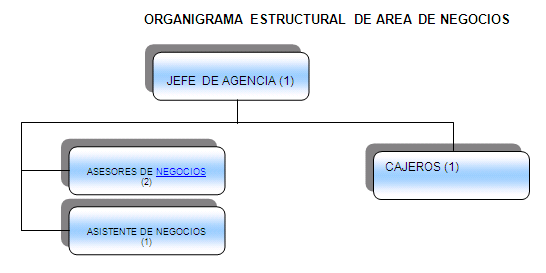 ORGANIGRAMA ESTRUCTURAL DE AREA DE NEGOCIOS
JEFE DE AGENCIA (1)
ASESORES DE NEGOCIOS
(2)
CAJEROS (1)
ASISTENTE DE NEGOCIOS
(1)